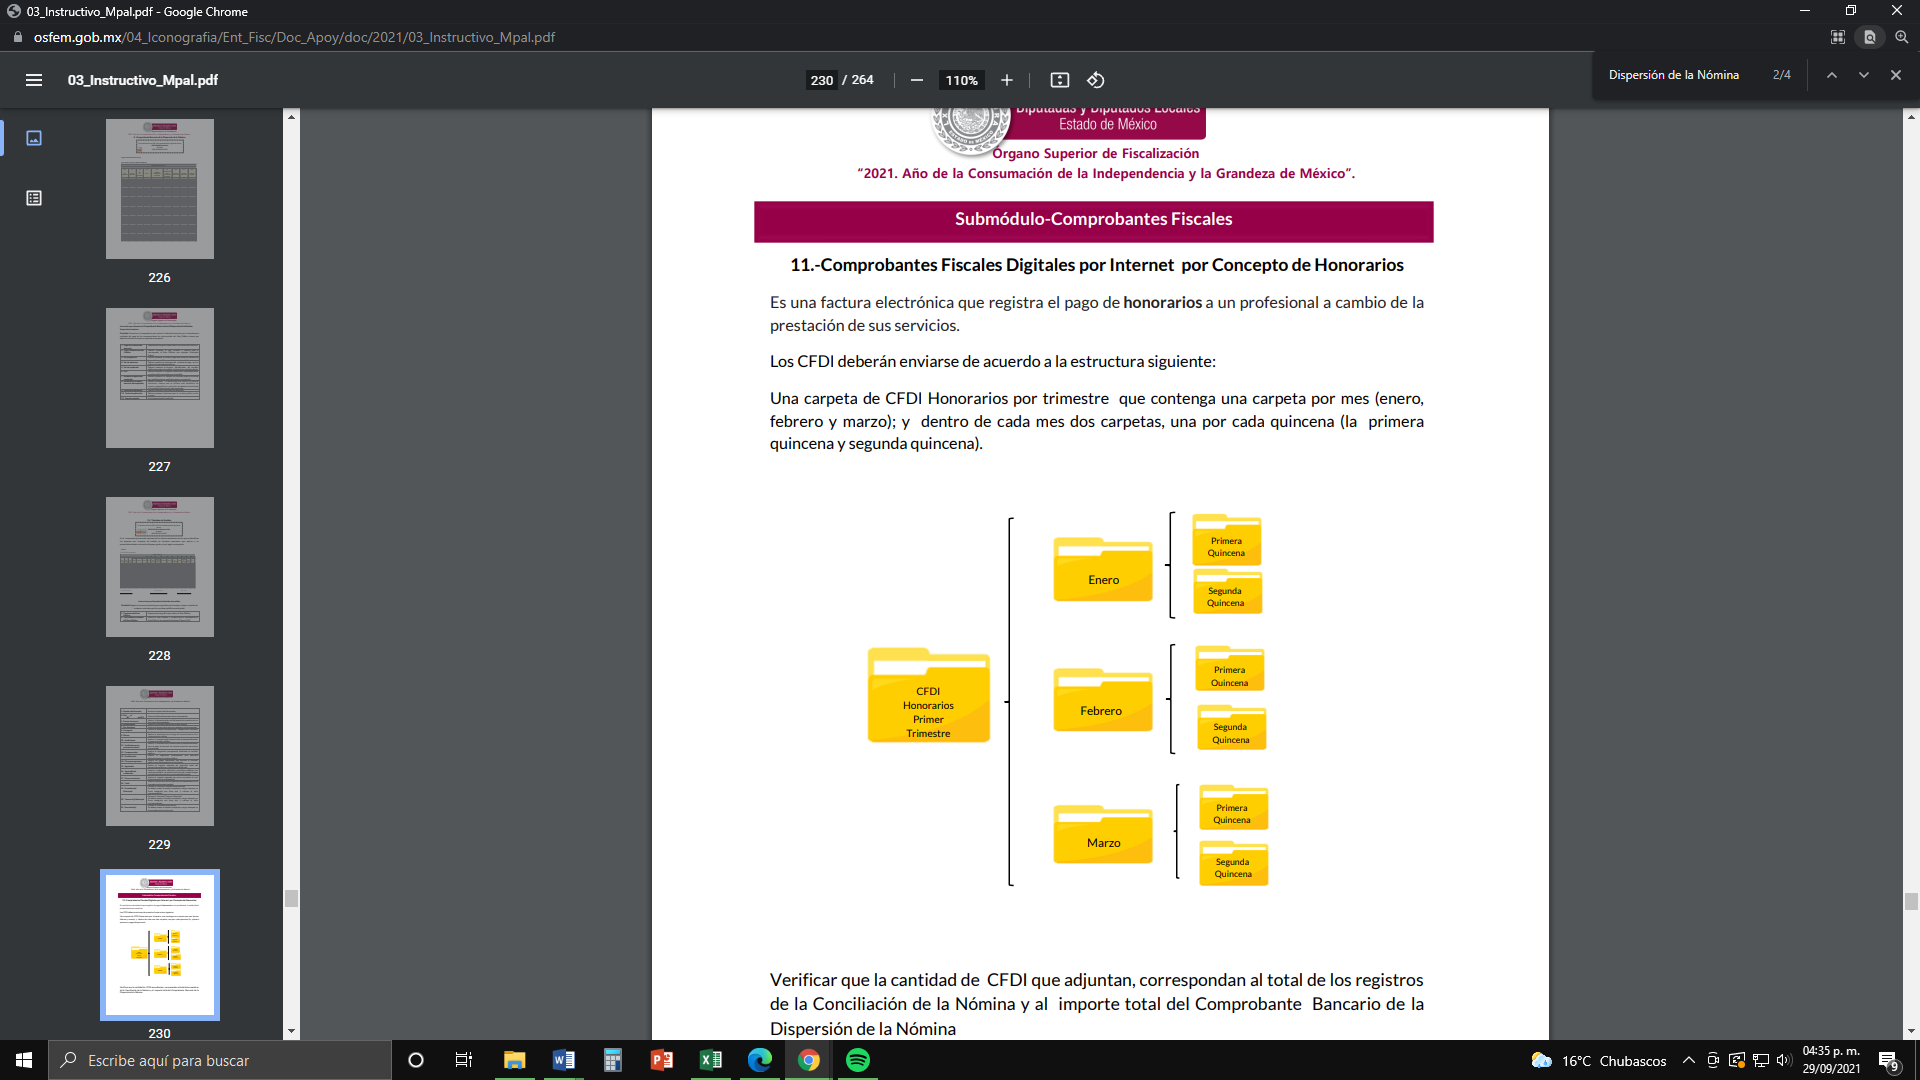 03_Instructivo_Mpal.pdf - Google Chrome
osfem.gob.mx/04_Iconografia/Ent_Fisc/Doc_Apoy/doc/2021/03_Instructivo_Mpal.pdf
03_Instructivo_Mpal.pdf
230 / 264
110%
Dispersión de la Nómina 2/4
226
227
228
229
230
Diputadas y Diputados Locales
Estado de México
Órgano Superior de Fiscalización
“2021. Año de la Consumación de la Independencia y la Grandeza de México”.
Submódulo-Comprobantes Fiscales
11.-Comprobantes Fiscales Digitales por Internet por Concepto de Honorarios
Es una factura electrónica que registra el pago de honorarios a un profesional a cambio de la
prestación de sus servicios.
Los CFDI deberán enviarse de acuerdo a la estructura siguiente:
Una carpeta de CFDI Honorarios por trimestre que contenga una carpeta por mes (enero,
febrero y marzo); y dentro de cada mes dos carpetas, una por cada quincena (la primera
quincena y segunda quincena).
CFDI
Honorarios
Primer
Trimestre
Enero
Primera
Quincena
Segunda
Quincena
Febrero
Primera
Quincena
Segunda
Quincena
Marzo
Primera
Quincena
Segunda
Quincena
Verificar que la cantidad de CFDI que adjuntan, correspondan al total de los registros
de la Conciliación de la Nómina y al importe total del Comprobante Bancario de la
Dispersión de la Nómina
Escribe aquí para buscar
16°C Chubascos
04:35 p. m.
29/09/2021
9